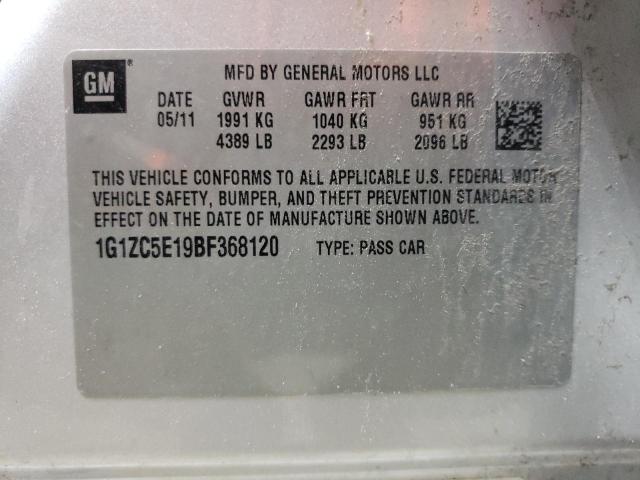 GM
MFD BY GENERAL MOTORS LLC
DATE GVWR GAWR FRT GAWR RR
05/11 1991 KG 1040 KG 951 KG
4389 LB 2293 LB 2096 LB
THIS VEHICLE CONFORMS TO ALL APPLICABLE U.S. FEDERAL MOTOR
VEHICLE SAFETY, BUMPER, AND THEFT PREVENTION STANDARDS IN
EFFECT ON THE DATE OF MANUFACTURE SHOWN ABOVE.
1G1ZC5E19BF368120 TYPE: PASS CAR